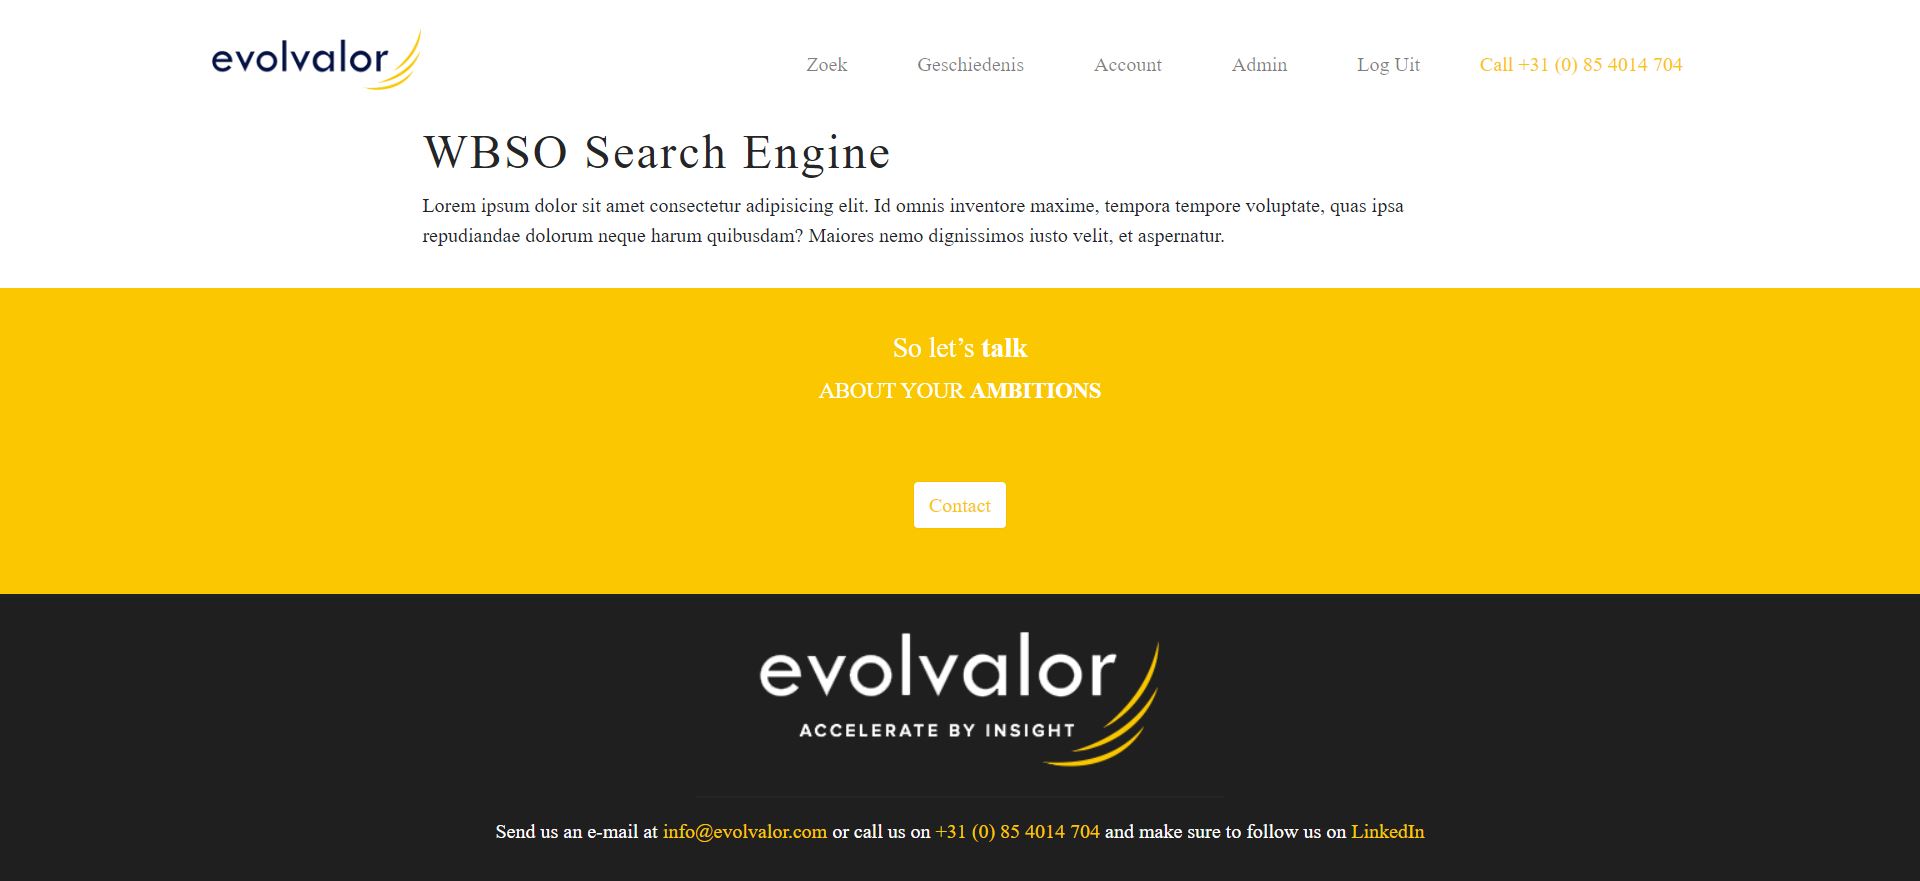 evolvalor
Zoek Geschiedenis Account Admin Log Uit Call +31 (0) 85 4014 704
WBSO Search Engine
Lorem ipsum dolor sit amet consectetur adipisicing elit. Id omnis inventore maxime, tempora tempore voluptate, quas ipsa
repudiandae dolorum neque harum quibusdam? Maiores nemo dignissimos iusto velit, et aspernatur.
So let’s talk
ABOUT YOUR AMBITIONS
Contact
evolvalor
ACCELERATE BY INSIGHT
Send us an e-mail at info@evolvalor.com or call us on +31 (0) 85 4014 704 and make sure to follow us on LinkedIn